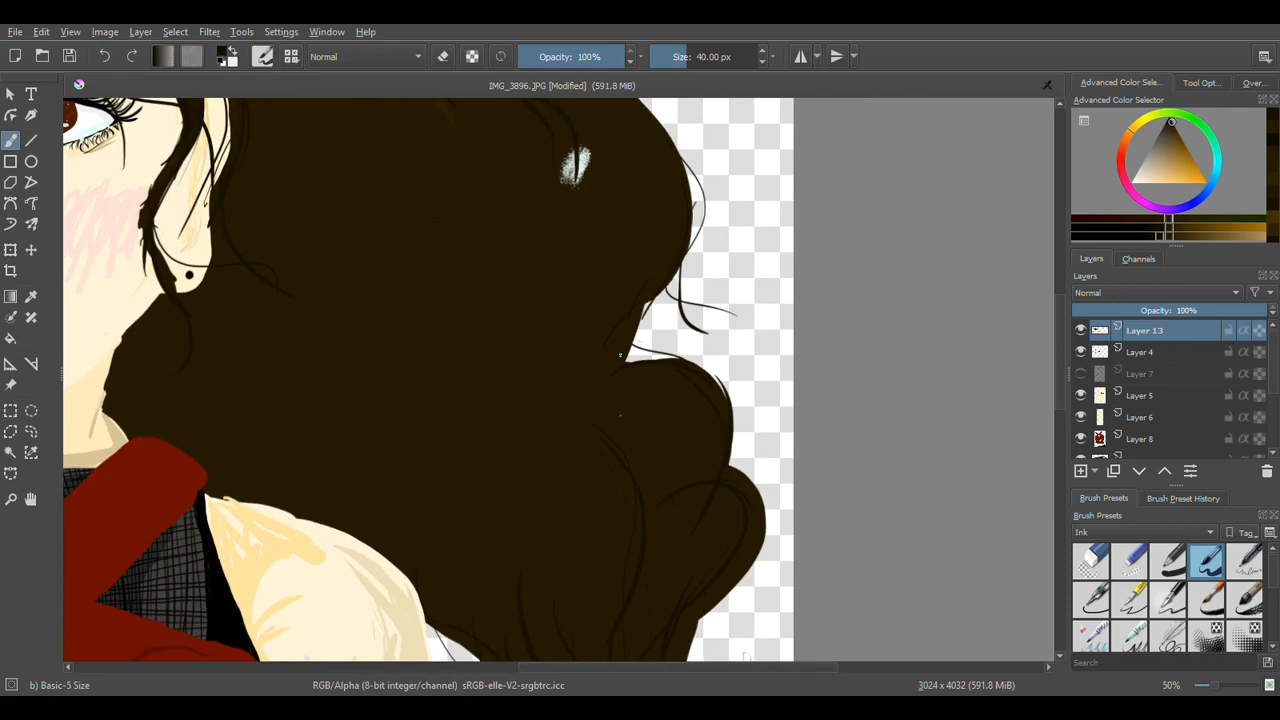 File Edit View Image Layer Select Filter Tools Settings Window Help
Normal Opacity: 100% Size: 40.00 px
IMG_3896.JPG [Modified] (591.8 MiB)
Advanced Color Sele... Tool Opt... Over...
Advanced Color Selector
Layers Channels
Layers
Normal
Opacity: 100%
Layer 13
Layer 4
Layer 7
Layer 5
Layer 6
Layer 8
Brush Presets Brush Preset History
Brush Presets
Ink Tag
Search
b) Basic-5 Size RGB/Alpha (8-bit integer/channel) sRGB-elle-V2-srgbtrc.icc 3024 x 4032 (591.8 MiB) 50%